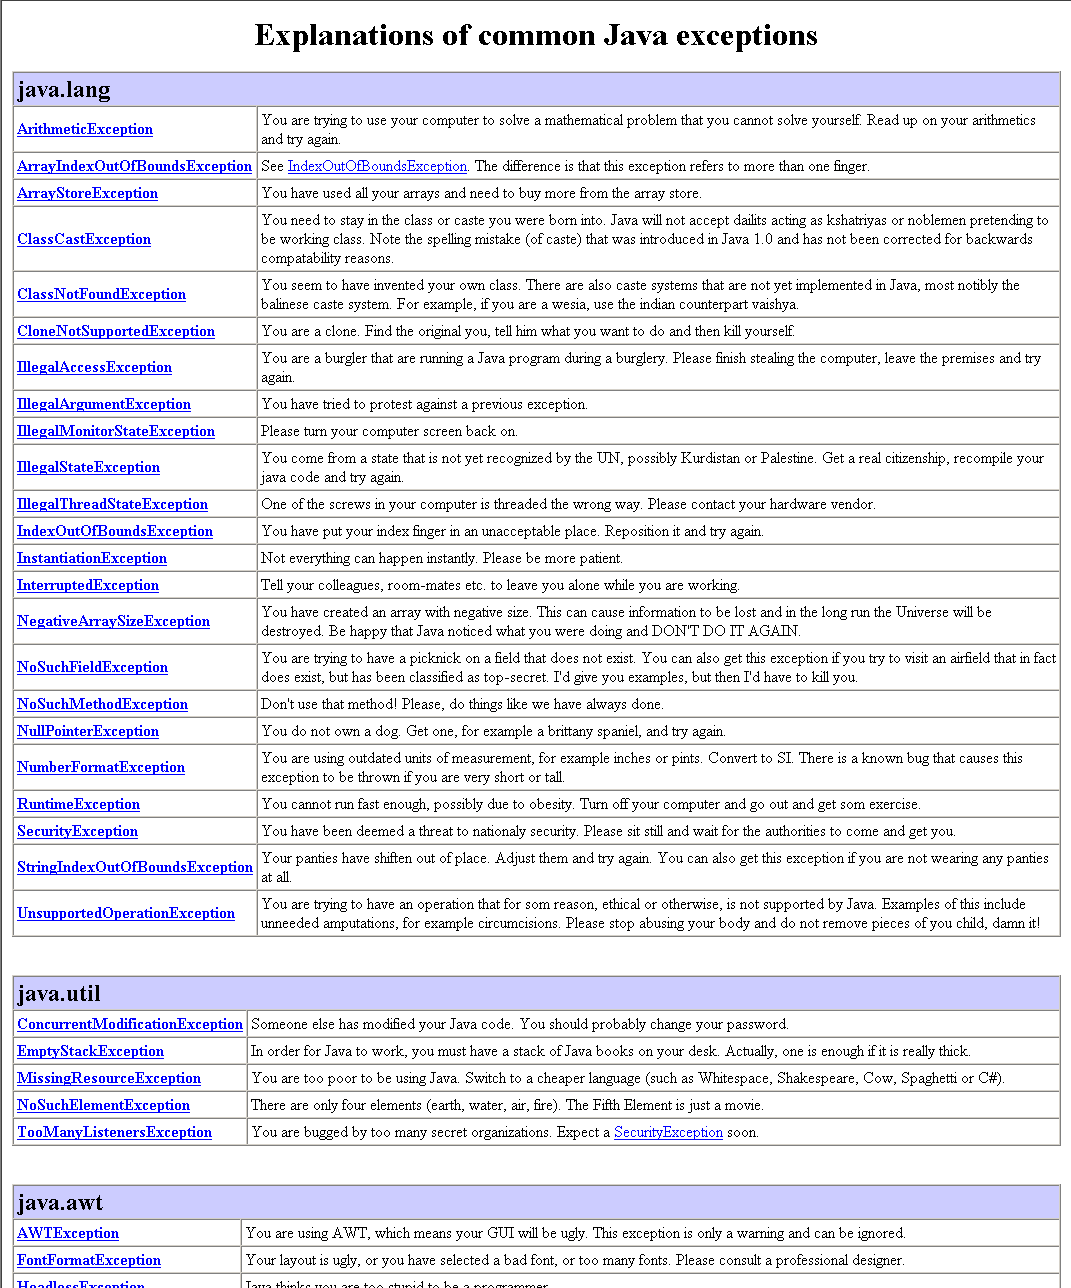 Explanations of common Java exceptions
java.lang
ArithmeticException
You are trying to use your computer to solve a mathematical problem that you cannot solve yourself. Read up on your arithmetics
and try again.
ArrayIndexOutOfBoundsException
See IndexOutOfBoundsException. The difference is that this exception refers to more than one finger.
ArrayStoreException
You have used all your arrays and need to buy more from the array store.
ClassCastException
You need to stay in the class or caste you were born into. Java will not accept dailits acting as kshatriyas or noblemen pretending to
be working class. Note the spelling mistake (of caste) that was introduced in Java 1.0 and has not been corrected for backwards
compatability reasons.
ClassNotFoundException
You seem to have invented your own class. There are also caste systems that are not yet implemented in Java, most notibly the
balinese caste system. For example, if you are a wesia, use the indian counterpart vaishya.
CloneNotSupportedException
You are a clone. Find the original you, tell him what you want to do and then kill yourself.
IllegalAccessException
You are a burgler that are running a Java program during a burglery. Please finish stealing the computer, leave the premises and try
again.
IllegalArgumentException
You have tried to protest against a previous exception.
IllegalMonitorStateException
Please turn your computer screen back on.
IllegalStateException
You come from a state that is not yet recognized by the UN, possibly Kurdistan or Palestine. Get a real citizenship, recompile your
java code and try again.
IllegalThreadStateException
One of the screws in your computer is threaded the wrong way. Please contact your hardware vendor.
IndexOutOfBoundsException
You have put your index finger in an unacceptable place. Reposition it and try again.
InstantiationException
Not everything can happen instantly. Please be more patient.
InterruptedException
Tell your colleagues, room-mates etc. to leave you alone while you are working.
NegativeArraySizeException
You have created an array with negative size. This can cause information to be lost and in the long run the Universe will be
destroyed. Be happy that Java noticed what you were doing and DON'T DO IT AGAIN.
NoSuchFieldException
You are trying to have a picknick on a field that does not exist. You can also get this exception if you try to visit an airfield that in fact
does exist, but has been classified as top-secret. I'd give you examples, but then I'd have to kill you.
NoSuchMethodException
Don't use that method! Please, do things like we have always done.
NullPointerException
You do not own a dog. Get one, for example a brittany spaniel, and try again.
NumberFormatException
You are using outdated units of measurement, for example inches or pints. Convert to SI. There is a known bug that causes this
exception to be thrown if you are very short or tall.
RuntimeException
You cannot run fast enough, possibly due to obesity. Turn off your computer and go out and get som exercise.
SecurityException
You have been deemed a threat to nationaly security. Please sit still and wait for the authorities to come and get you.
StringIndexOutOfBoundsException
Your panties have shiften out of place. Adjust them and try again. You can also get this exception if you are not wearing any panties
at all.
UnsupportedOperationException
You are trying to have an operation that for som reason, ethical or otherwise, is not supported by Java. Examples of this include
unneeded amputations, for example circumcisions. Please stop abusing your body and do not remove pieces of you child, damn it!
java.util
ConcurrentModificationException
Someone else has modified your Java code. You should probably change your password.
EmptyStackException
In order for Java to work, you must have a stack of Java books on your desk. Actually, one is enough if it is really thick.
MissingResourceException
You are too poor to be using Java. Switch to a cheaper language (such as Whitespace, Shakespeare, Cow, Spaghetti or C#).
NoSuchElementException
There are only four elements (earth, water, air, fire). The Fifth Element is just a movie.
TooManyListenersException
You are bugged by too many secret organizations. Expect a SecurityException soon.
java.awt
AWTException
You are using AWT, which means your GUI will be ugly. This exception is only a warning and can be ignored.
FontFormatException
Your layout is ugly, or you have selected a bad font, or too many fonts. Please consult a professional designer.
HeadlessException
Java thinks you are too stupid to be a programmer.